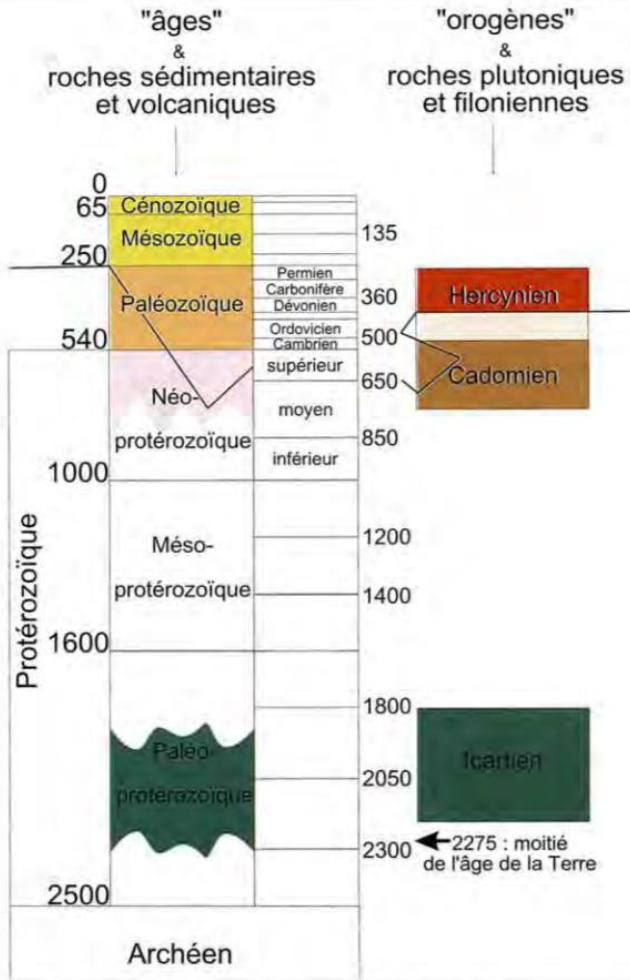 "âges"
&
roches sédimentaires
et volcaniques
"orogènes"
&
roches plutoniques
et filoniennes
0
65
Cénozoïque
Mésozoïque
135
250
Permien
Carbonifère
360
Hercynien
Paléozoïque
Dévonien
Ordovicien
500
540
Cambrien
supérieur
650
Cadomien
Néo-
moyen
protérozoïque
850
inférieur
1000
Protérozoïque
Méso-
1200
protérozoïque
1400
1600
1800
Paléo-
Icartien
2050
protérozoïque
2300
2275 : moitié
de l'âge de la Terre
2500
Archéen